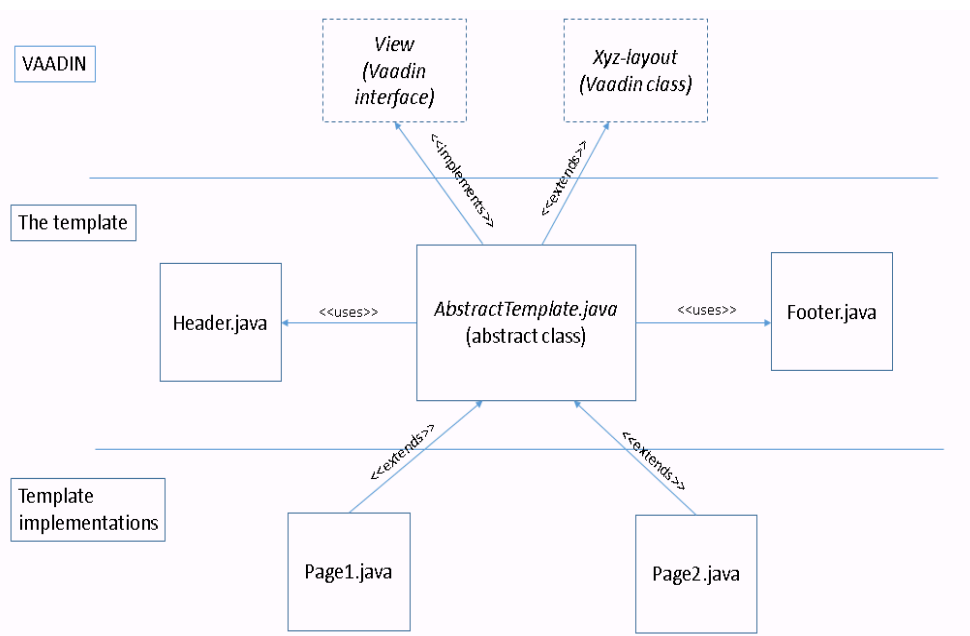 VAADIN
View
(Vaadin
interface)
Xyz-layout
(Vaadin class)
<<implements>>
<<extends>>
The template
Header.java
<<uses>>
AbstractTemplate.java
(abstract class)
<<uses>>
Footer.java
<<extends>>
<<extends>>
Template
implementations
Page1.java
Page2.java